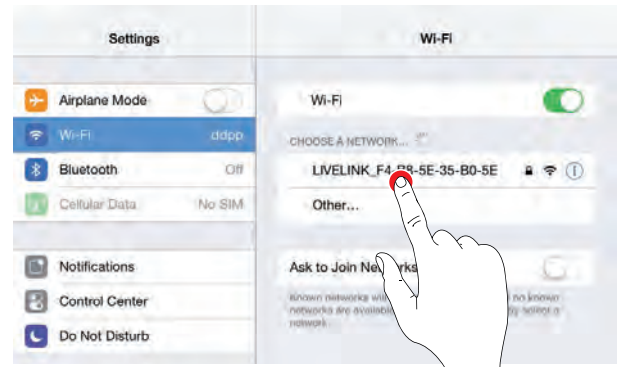 Settings
Wi-Fi
Airplane Mode
Wi-Fi ddpp
Bluetooth Off
Cellular Data No SIM
Notifications
Control Center
Do Not Disturb
Wi-Fi
CHOOSE A NETWORK...
LIVELINK_F4-B8-5E-35-B0-5E
Other...
Ask to Join Networks
Known networks will no known
networks are available select a
network.